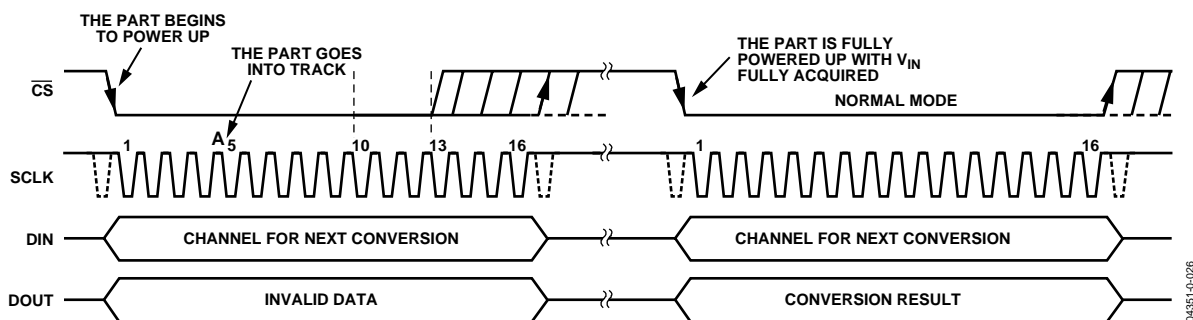 THE PART BEGINS
TO POWER UP
THE PART GOES
INTO TRACK
THE PART IS FULLY
POWERED UP WITH VIN
FULLY ACQUIRED
CS
NORMAL MODE
1 A 5 10 13 16 1 16
SCLK
DIN CHANNEL FOR NEXT CONVERSION CHANNEL FOR NEXT CONVERSION
DOUT INVALID DATA CONVERSION RESULT
04351-0-026